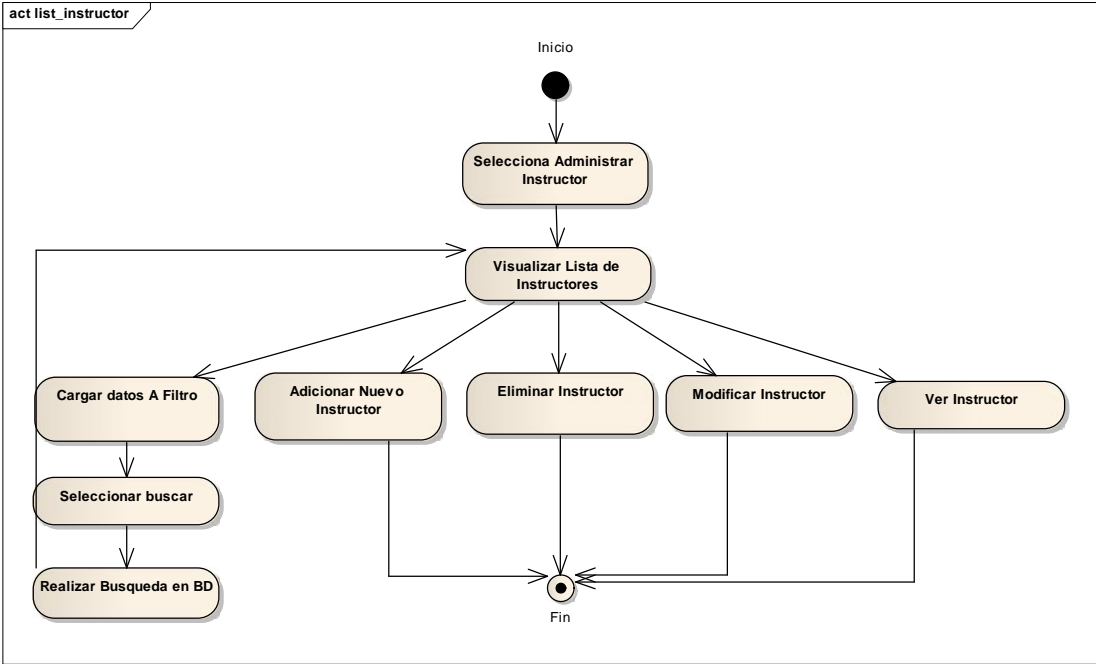 act list_instructor
Inicio
Selecciona Administrar
Instructor
Visualizar Lista de
Instructores
Cargar datos A Filtro
Adicionar Nuevo
Instructor
Eliminar Instructor
Modificar Instructor
Ver Instructor
Seleccionar buscar
Realizar Busqueda en BD
Fin